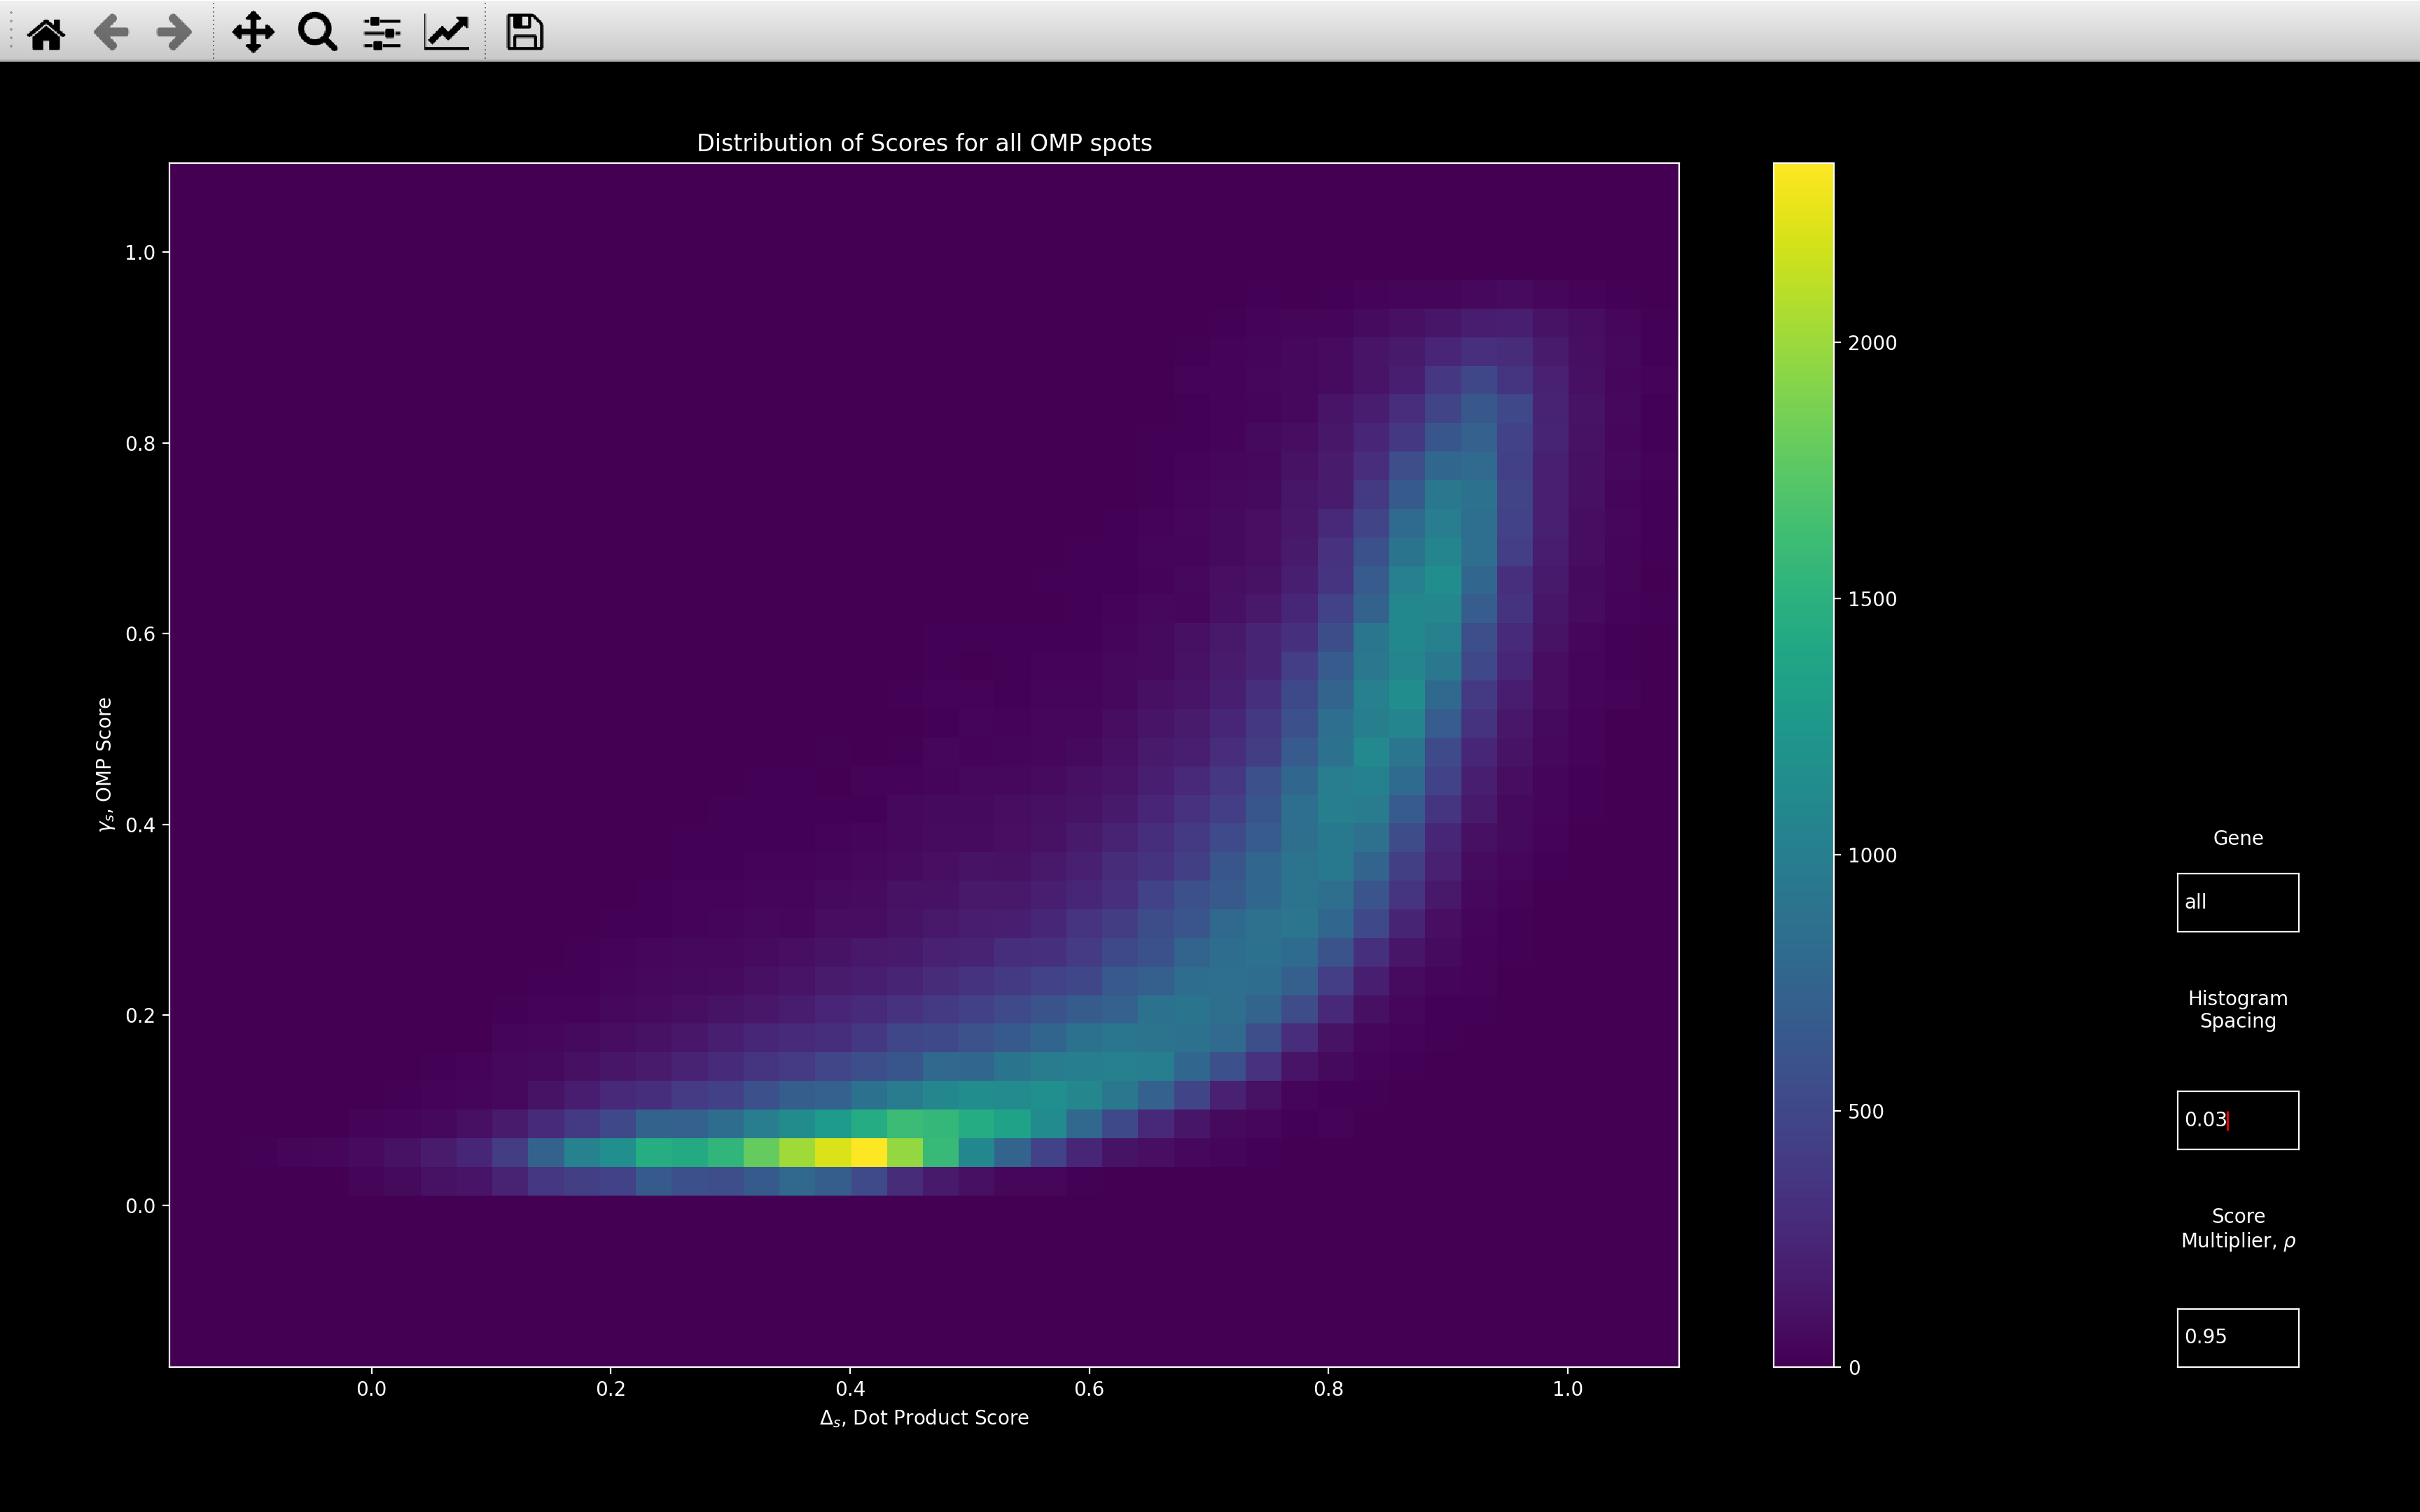 Distribution of Scores for all OMP spots
1.0
0.8
0.6
0.4
0.2
0.0
γₛ, OMP Score
0.0
0.2
0.4
0.6
0.8
1.0
Δₛ, Dot Product Score
2000
1500
1000
500
0
Gene
all
Histogram
Spacing
0.03
Score
Multiplier, ρ
0.95